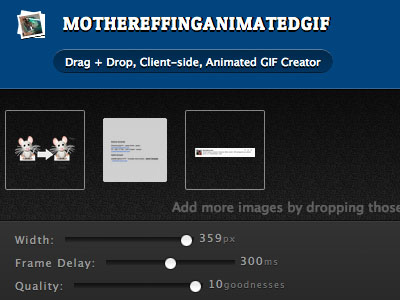 MOTHEREFFINGANIMATEDGIF
Drag + Drop, Client-side, Animated GIF Creator
Add more images by dropping those
Width: 359px
Frame Delay: 300ms
Quality: 10goodnesses